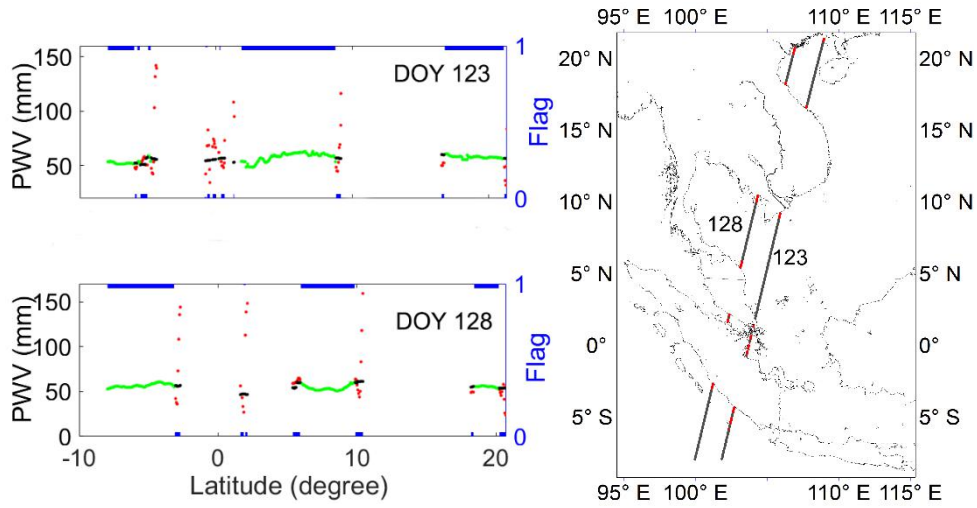 150
100
50
PWV (mm)
DOY 123
1
0
Flag
150
100
50
0
PWV (mm)
DOY 128
1
0
Flag
-10 0 10 20
Latitude (degree)
95° E 100° E 110° E 115° E
20° N 20° N
15° N 15° N
10° N 10° N
5° N 5° N
0° 0°
5° S 5° S
128
123
95° E 100° E 110° E 115° E